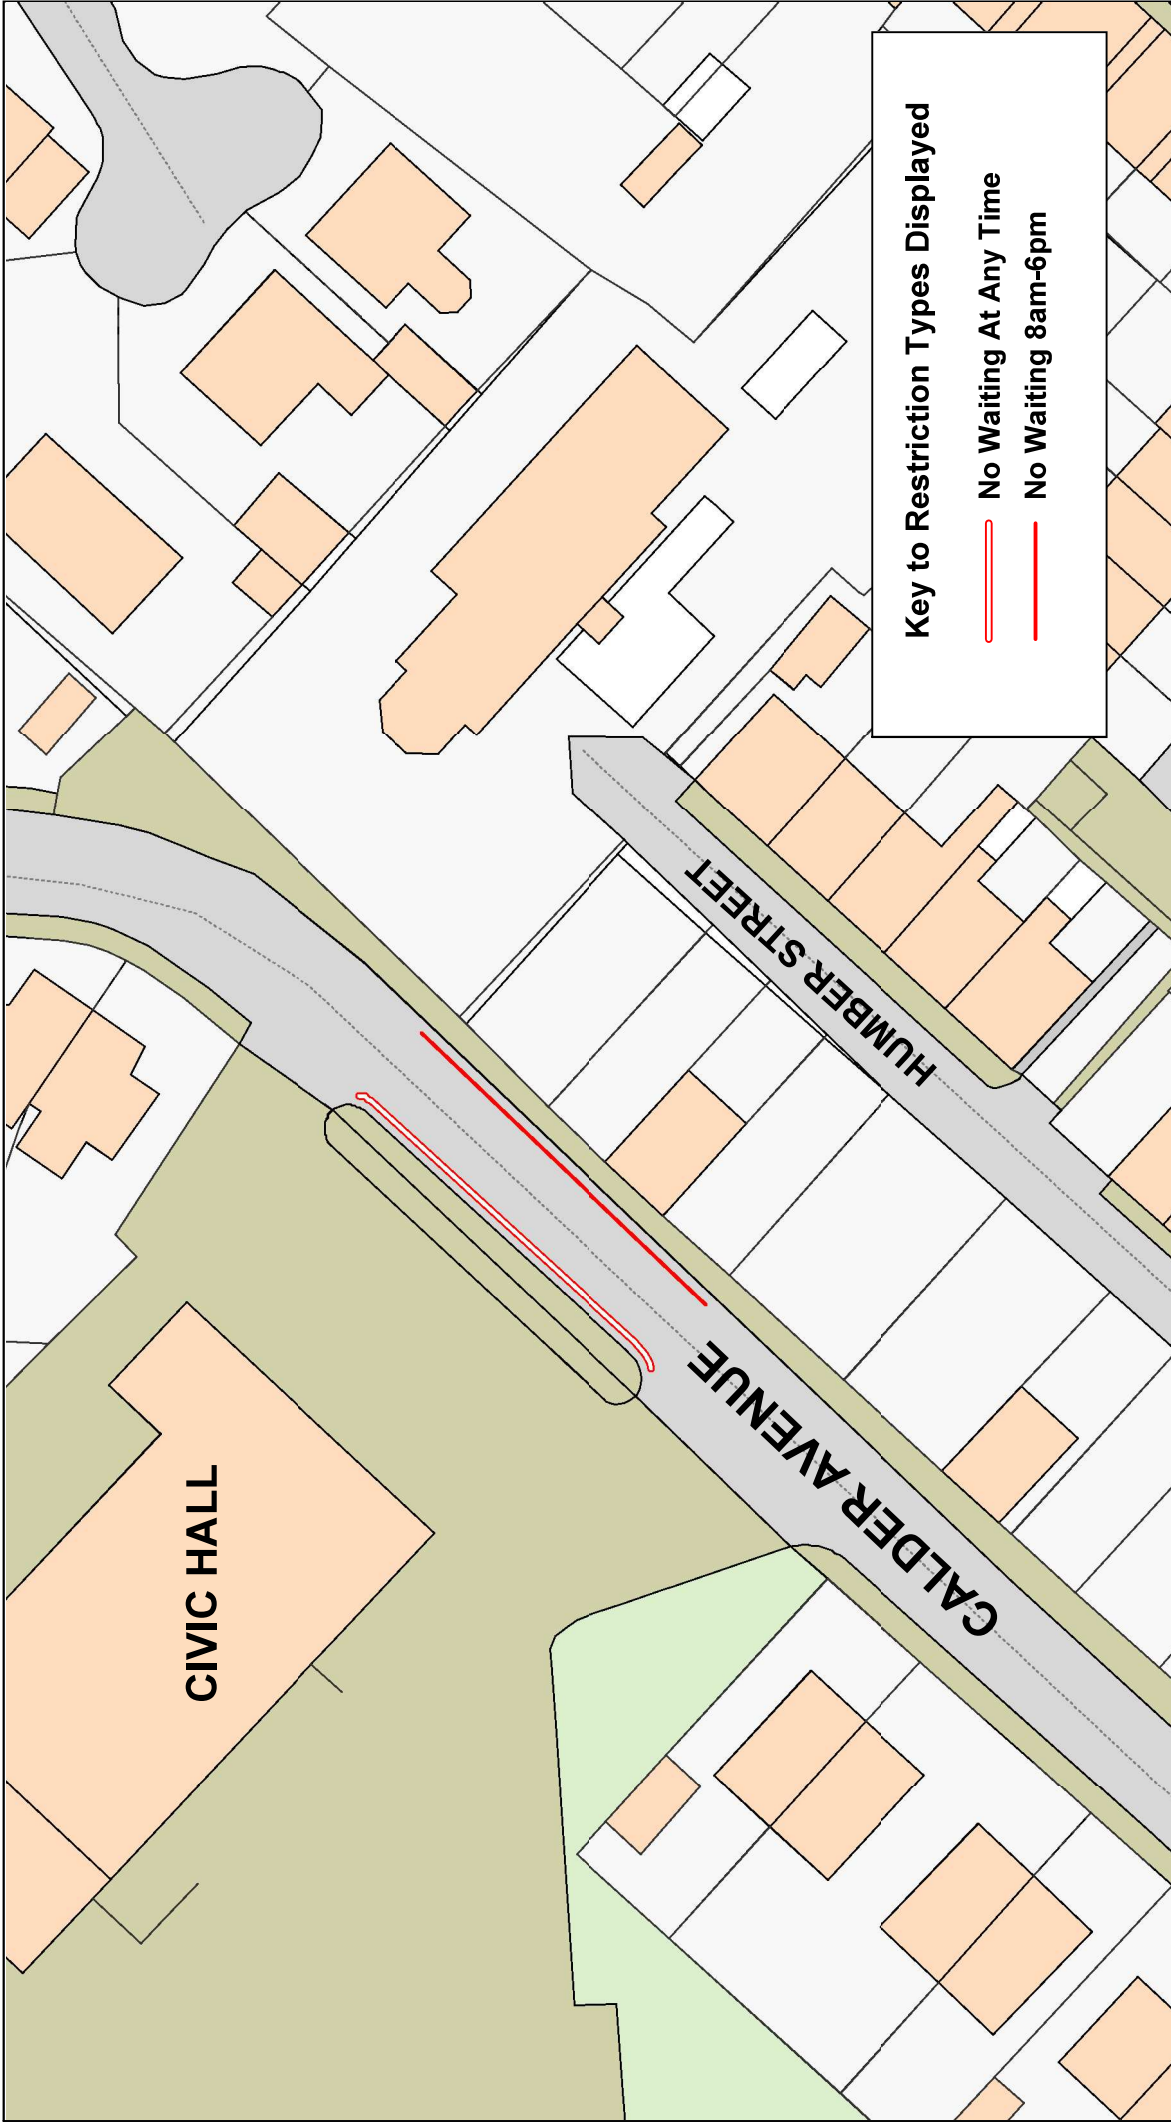 Key to Restriction Types Displayed
No Waiting At Any Time
No Waiting 8am-6pm
HUMBER STREET
CALDER AVENUE
CIVIC HALL